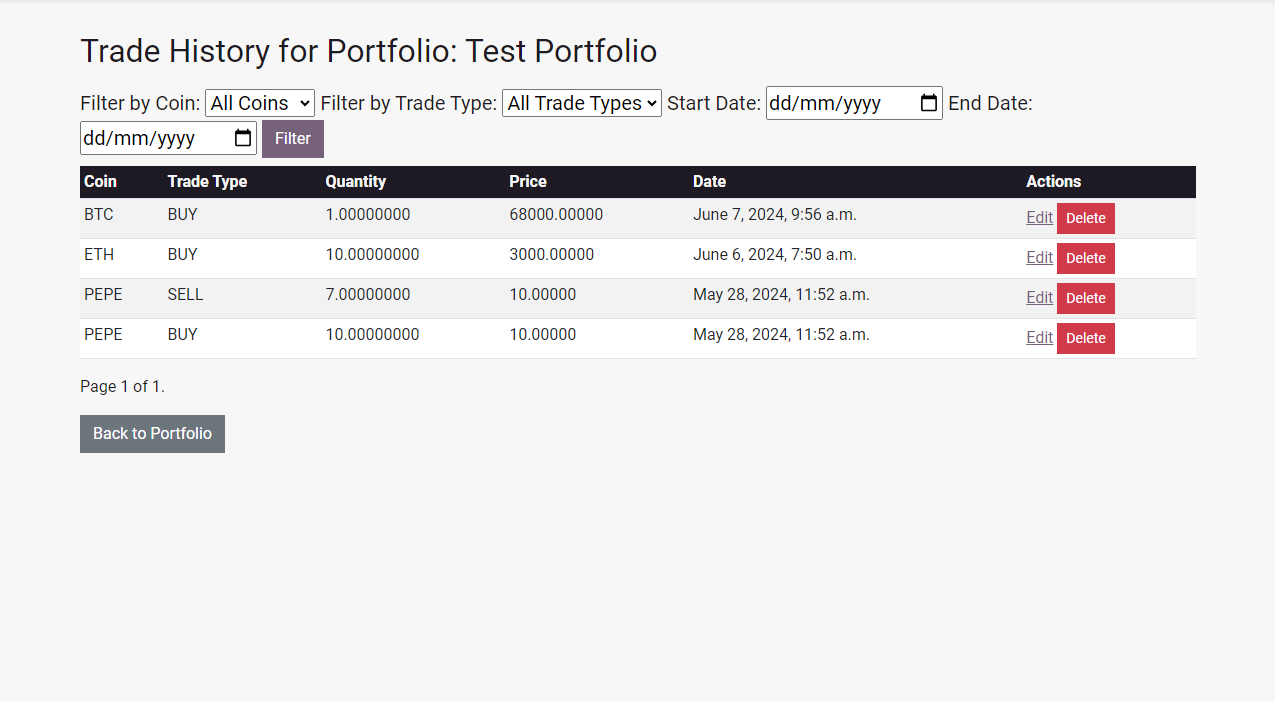 Trade History for Portfolio: Test Portfolio
Filter by Coin: All Coins Filter by Trade Type: All Trade Types Start Date: dd/mm/yyyy End Date:
dd/mm/yyyy Filter
Coin Trade Type Quantity Price Date Actions
BTC BUY 1.00000000 68000.00000 June 7, 2024, 9:56 a.m. Edit Delete
ETH BUY 10.00000000 3000.00000 June 6, 2024, 7:50 a.m. Edit Delete
PEPE SELL 7.00000000 10.00000 May 28, 2024, 11:52 a.m. Edit Delete
PEPE BUY 10.00000000 10.00000 May 28, 2024, 11:52 a.m. Edit Delete
Page 1 of 1.
Back to Portfolio